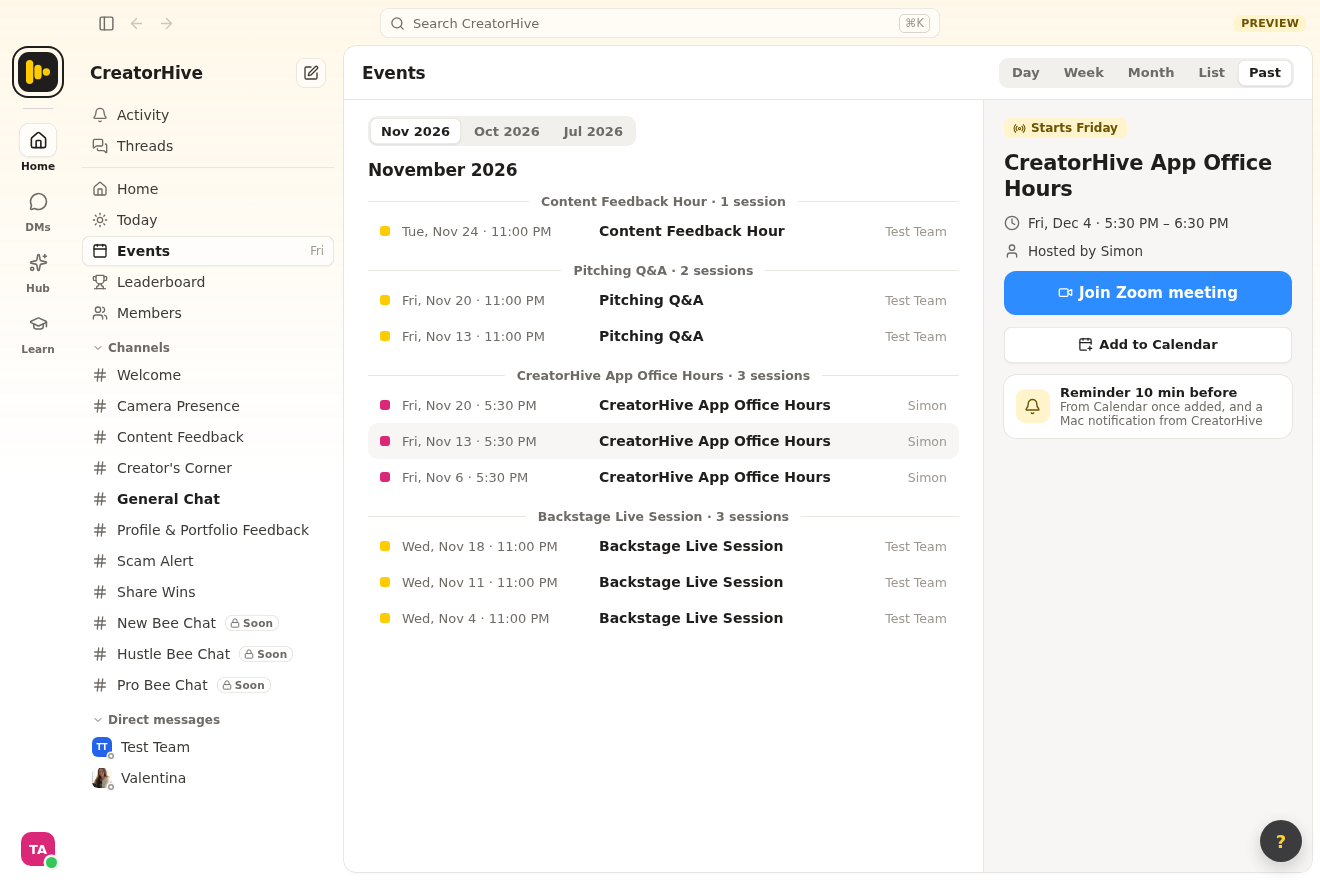 Search CreatorHive
⌘K
PREVIEW
CreatorHive
Activity
Threads
Home
Today
Events
Fri
Leaderboard
Members
Channels
Welcome
Camera Presence
Content Feedback
Creator's Corner
General Chat
Profile & Portfolio Feedback
Scam Alert
Share Wins
New Bee Chat Soon
Hustle Bee Chat Soon
Pro Bee Chat Soon
Direct messages
TT Test Team
Valentina
Home
DMs
Hub
Learn
TA
Events
Day Week Month List Past
Nov 2026 Oct 2026 Jul 2026
November 2026
Content Feedback Hour · 1 session
Tue, Nov 24 · 11:00 PM Content Feedback Hour Test Team
Pitching Q&A · 2 sessions
Fri, Nov 20 · 11:00 PM Pitching Q&A Test Team
Fri, Nov 13 · 11:00 PM Pitching Q&A Test Team
CreatorHive App Office Hours · 3 sessions
Fri, Nov 20 · 5:30 PM CreatorHive App Office Hours Simon
Fri, Nov 13 · 5:30 PM CreatorHive App Office Hours Simon
Fri, Nov 6 · 5:30 PM CreatorHive App Office Hours Simon
Backstage Live Session · 3 sessions
Wed, Nov 18 · 11:00 PM Backstage Live Session Test Team
Wed, Nov 11 · 11:00 PM Backstage Live Session Test Team
Wed, Nov 4 · 11:00 PM Backstage Live Session Test Team
Starts Friday
CreatorHive App Office
Hours
Fri, Dec 4 · 5:30 PM – 6:30 PM
Hosted by Simon
Join Zoom meeting
Add to Calendar
Reminder 10 min before
From Calendar once added, and a
Mac notification from CreatorHive
?